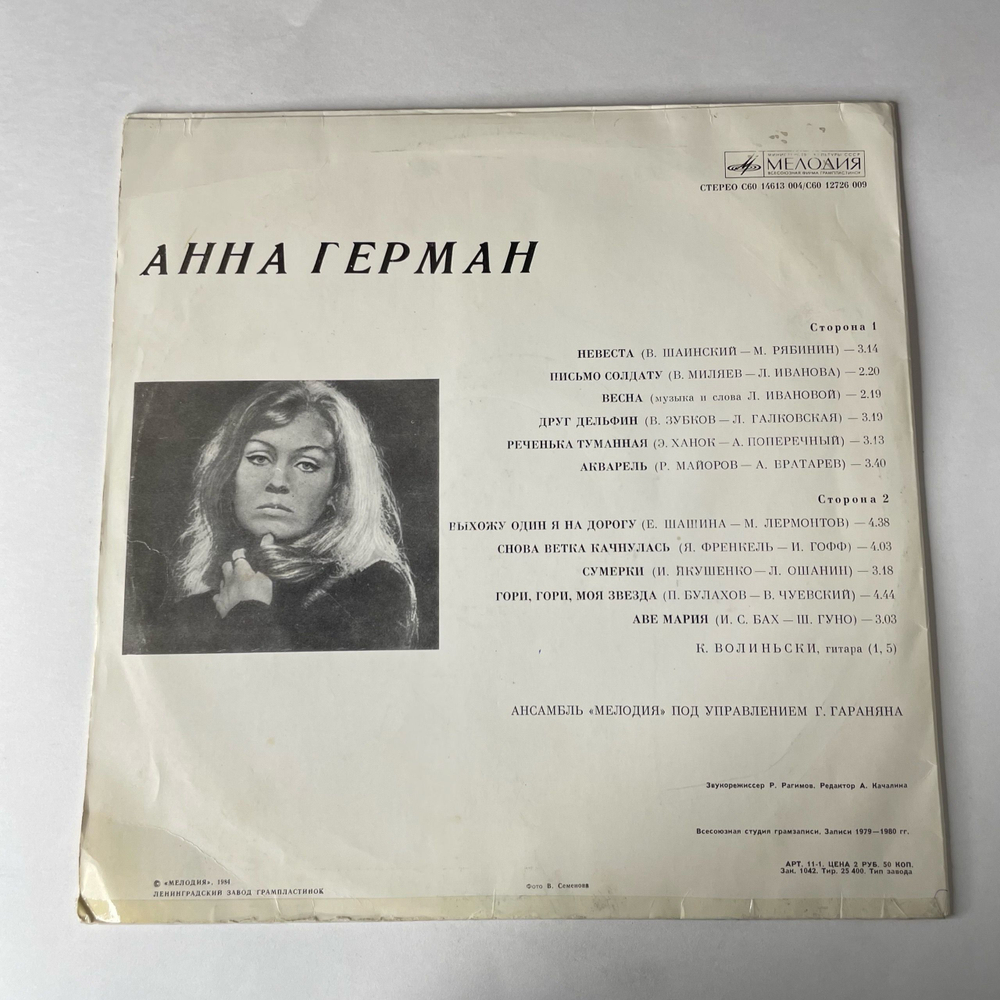 МИНИСТЕРСТВО КУЛЬТУРЫ СССР
МЕЛОДИЯ
ВСЕСОЮЗНАЯ ФИРМА ГРАМПЛАСТИНОК
СТЕРЕО С60 14613 004/С60 12726 009
АННА ГЕРМАН
Сторона 1
НЕВЕСТА (В. ШАИНСКИЙ — М. РЯБИНИН) — 3.14
ПИСЬМО СОЛДАТУ (В. МИЛЯЕВ — Л. ИВАНОВА) — 2.20
ВЕСНА (музыка и слова Л. ИВАНОВОЙ) — 2.19
ДРУГ ДЕЛЬФИН (В. ЗУБКОВ — Л. ГАЛКОВСКАЯ) — 3.19
РЕЧЕНЬКА ТУМАННАЯ (Э. ХАНОК — А. ПОПЕРЕЧНЫЙ) — 3.13
АКВАРЕЛЬ (Р. МАЙОРОВ — А. БРАТАРЕВ) — 3.40
Сторона 2
ВЫХОЖУ ОДИН Я НА ДОРОГУ (Е. ШАШИНА — М. ЛЕРМОНТОВ) — 4.38
СНОВА ВЕТКА КАЧНУЛАСЬ (Я. ФРЕНКЕЛЬ — И. ГОФФ) — 4.03
СУМЕРКИ (И. ЯКУШЕНКО — Л. ОШАНИН) — 3.18
ГОРИ, ГОРИ, МОЯ ЗВЕЗДА (П. БУЛАХОВ — В. ЧУЕВСКИЙ) — 4.44
АВЕ МАРИЯ (И. С. БАХ — Ш. ГУНО) — 3.03
К. ВОЛИНЬСКИ, гитара (1, 5)
АНСАМБЛЬ «МЕЛОДИЯ» ПОД УПРАВЛЕНИЕМ Г. ГАРАНЯНА
Звукорежиссер Р. Рагимов. Редактор А. Качалина
Всесоюзная студия грамзаписи. Записи 1979—1980 гг.
АРТ. 11-1. ЦЕНА 2 РУБ. 50 КОП.
Зак. 1042. Тир. 25 400. Тип завода
© «МЕЛОДИЯ», 1984
ЛЕНИНГРАДСКИЙ ЗАВОД ГРАМПЛАСТИНОК
Фото В. Семенова